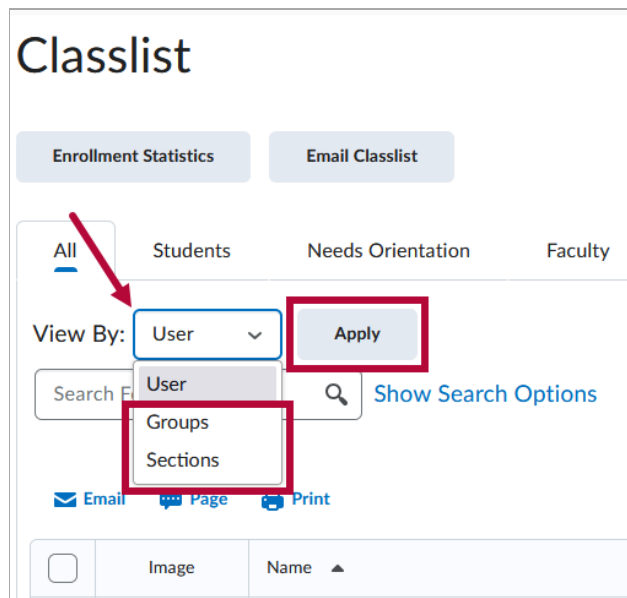 Classlist
Enrollment Statistics Email Classlist
All Students Needs Orientation Faculty
View By: User Apply
Search F Show Search Options
User
Groups
Sections
Email Page Print
Image Name